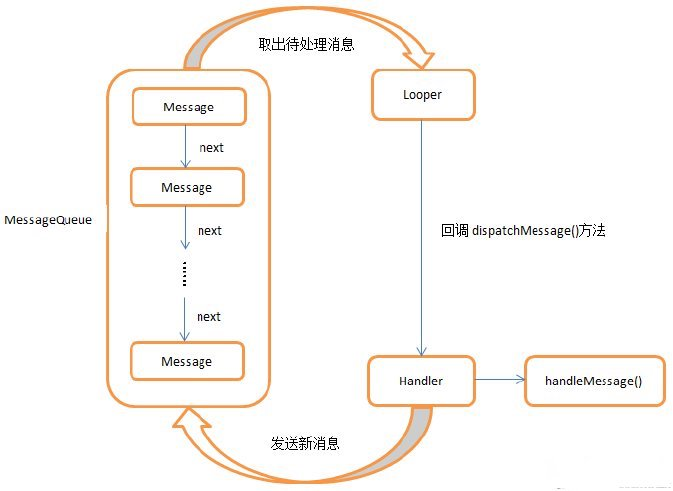 取出待处理消息
Message
Looper
next
Message
MessageQueue
next
回调 dispatchMessage()方法
next
Message
Handler
handleMessage()
发送新消息